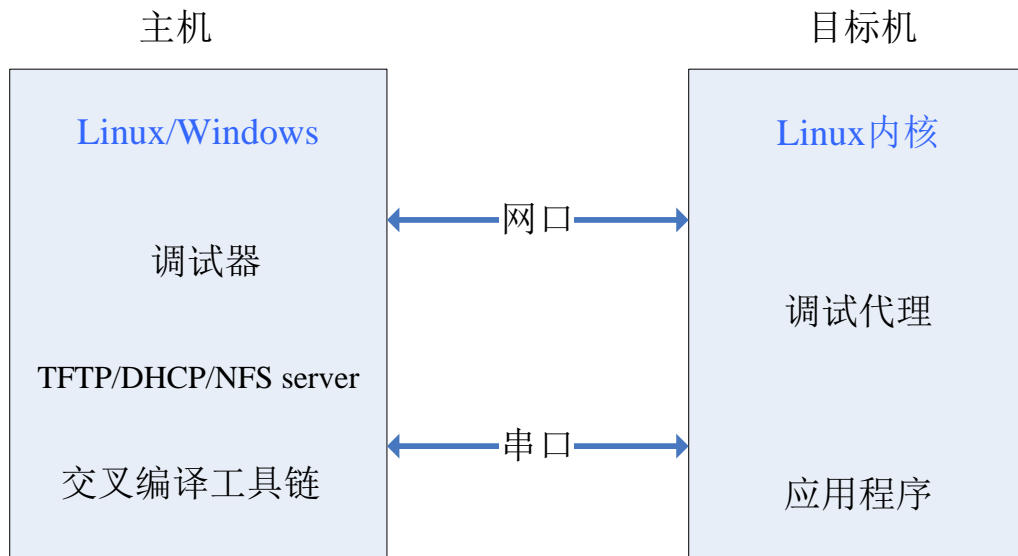 主机
目标机
Linux/Windows
调试器
TFTP/DHCP/NFS server
交叉编译工具链
网口
串口
Linux内核
调试代理
应用程序